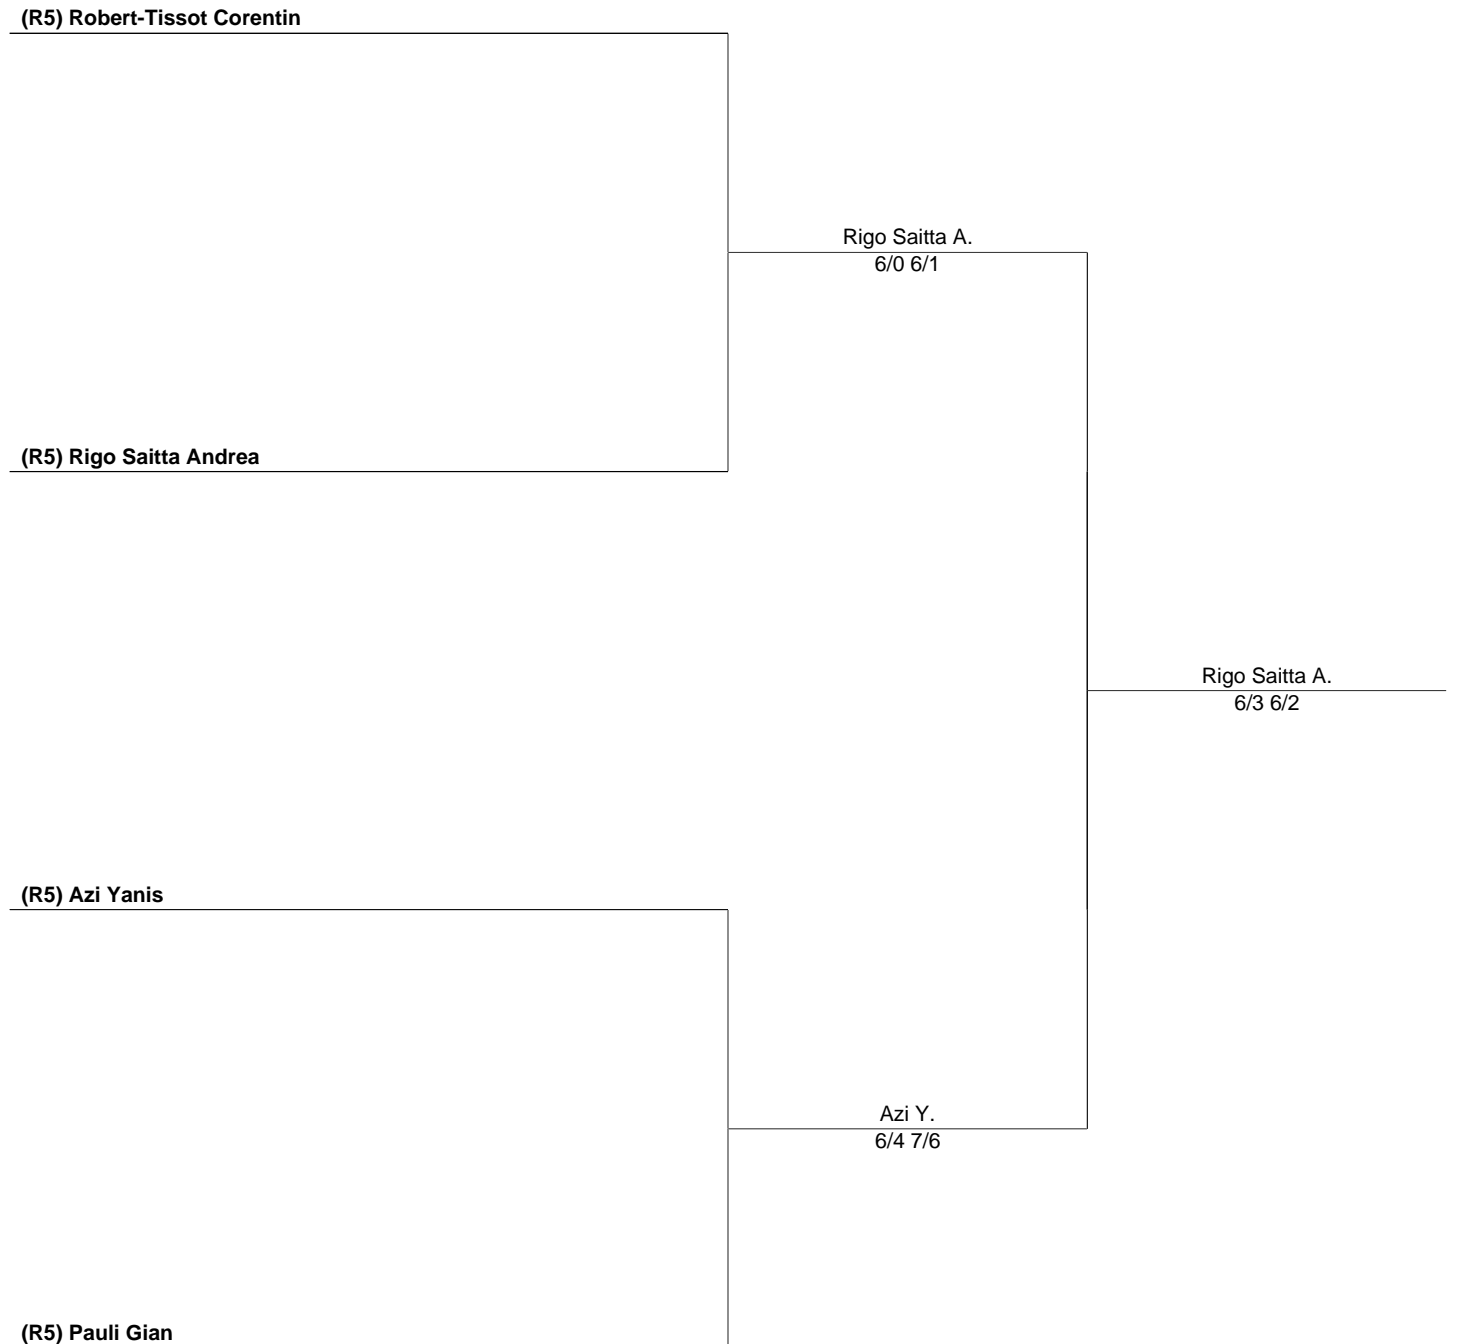 (R5) Robert-Tissot Corentin
Rigo Saitta A.
6/0 6/1
(R5) Rigo Saitta Andrea
Rigo Saitta A.
6/3 6/2
(R5) Azi Yanis
Azi Y.
6/4 7/6
(R5) Pauli Gian